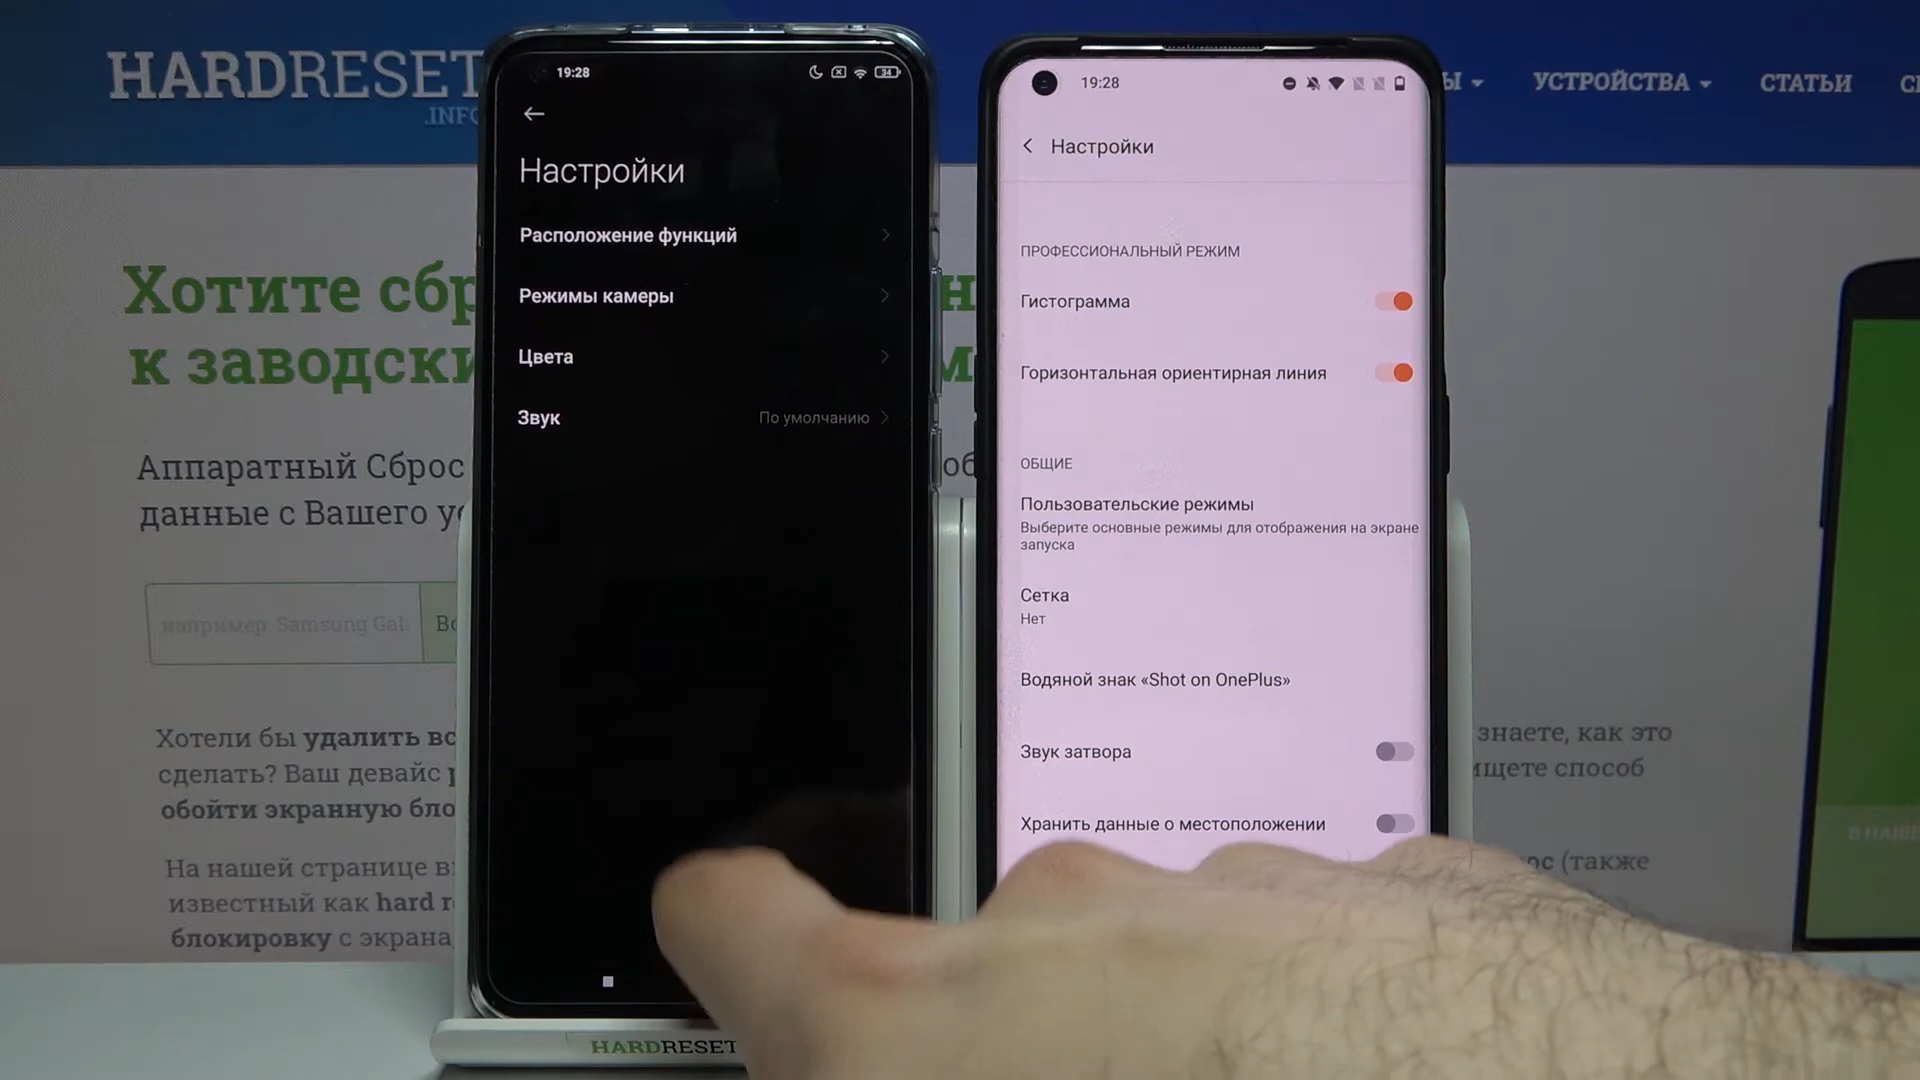 HARDRESET
.INFO
Ы
УСТРОЙСТВА
СТАТЬИ
Хотите сбр
к заводски
Аппаратный Сброс
данные с Вашего
например: Samsung Gal
Хотели бы удалить вс
сделать? Ваш девайс
обойти экранную бло
На нашей странице в
известный как hard r
блокировку с экрана,
19:28
34
Настройки
Расположение функций
Режимы камеры
Цвета
Звук
По умолчанию
HARDRESET
19:28
Настройки
ПРОФЕССИОНАЛЬНЫЙ РЕЖИМ
Гистограмма
Горизонтальная ориентирная линия
ОБЩИЕ
Пользовательские режимы
Выберите основные режимы для отображения на экране
запуска
Сетка
Нет
Водяной знак «Shot on OnePlus»
Звук затвора
Хранить данные о местоположении
знаете, как это
ищете способ
ос (также